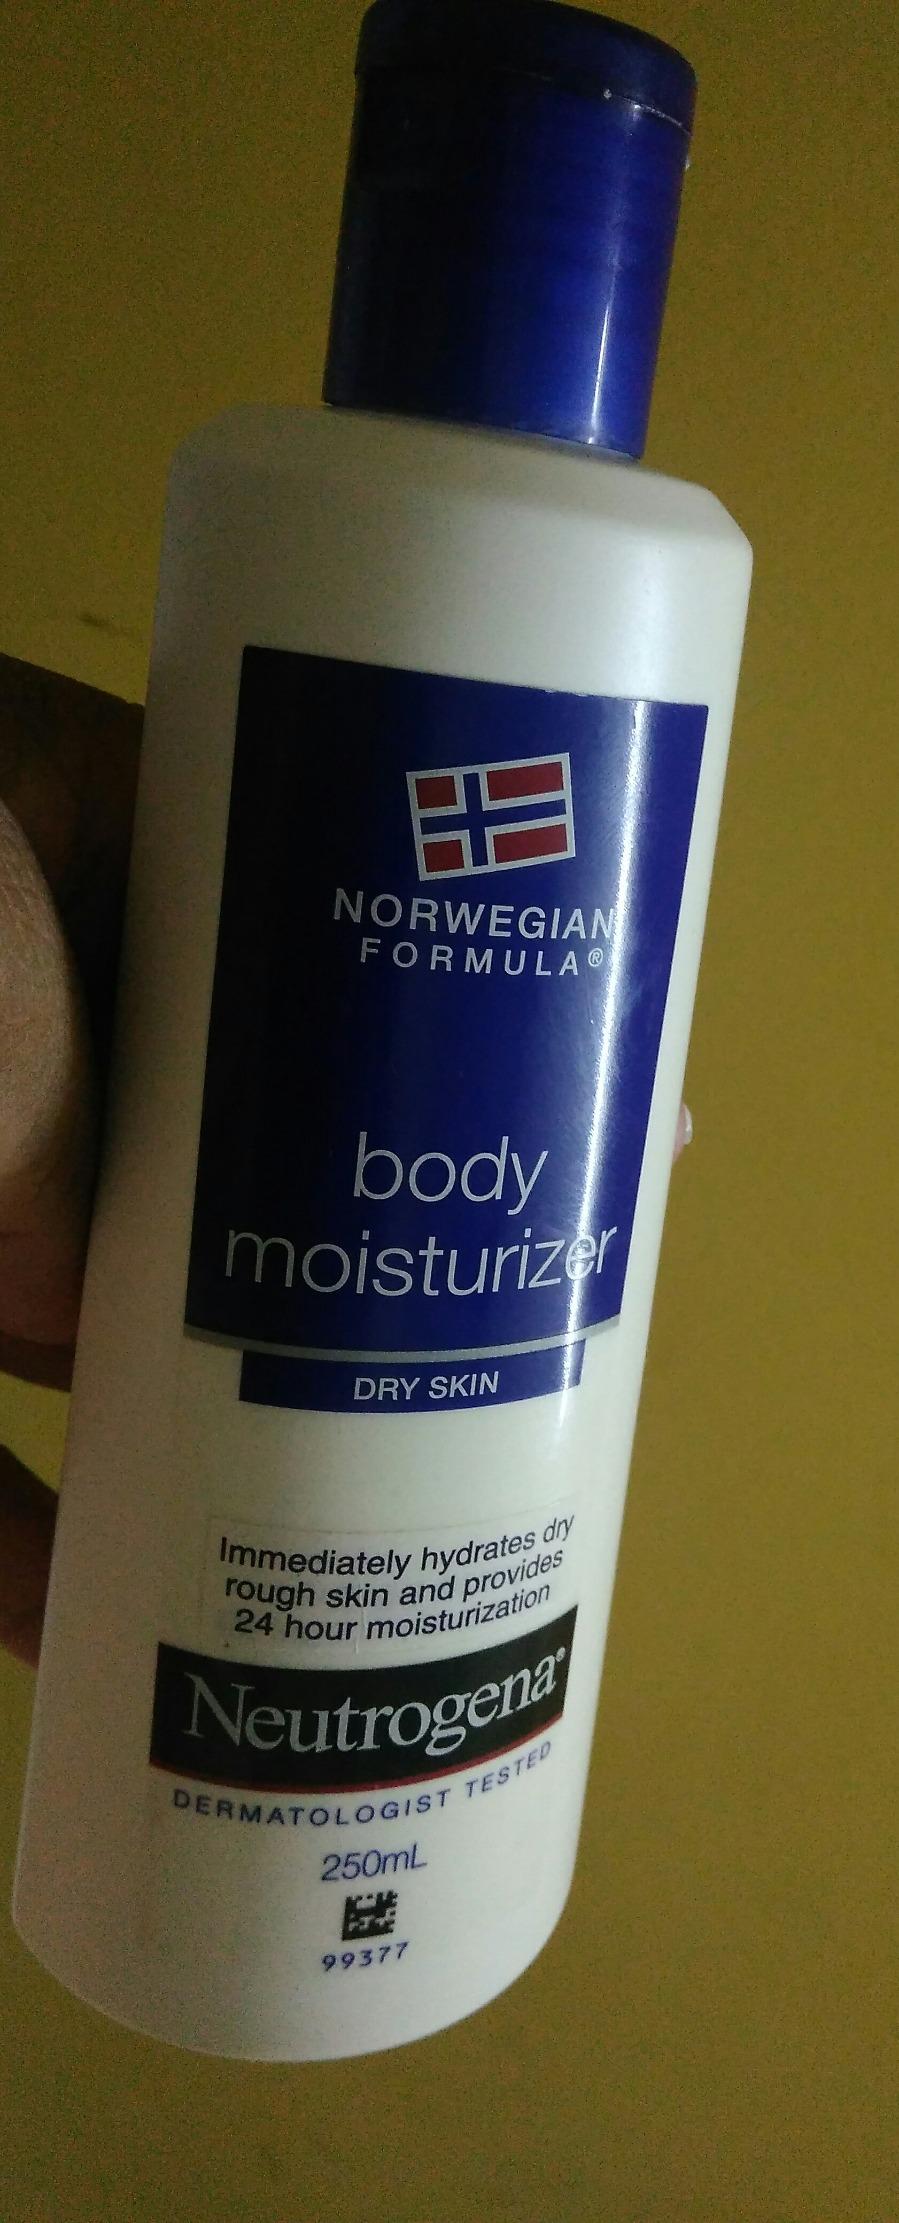 NORWEGIAN
FORMULA®
body
moisturizer
DRY SKIN
Immediately hydrates dry
rough skin and provides
24 hour moisturization
Neutrogena®
DERMATOLOGIST TESTED
250mL
99377